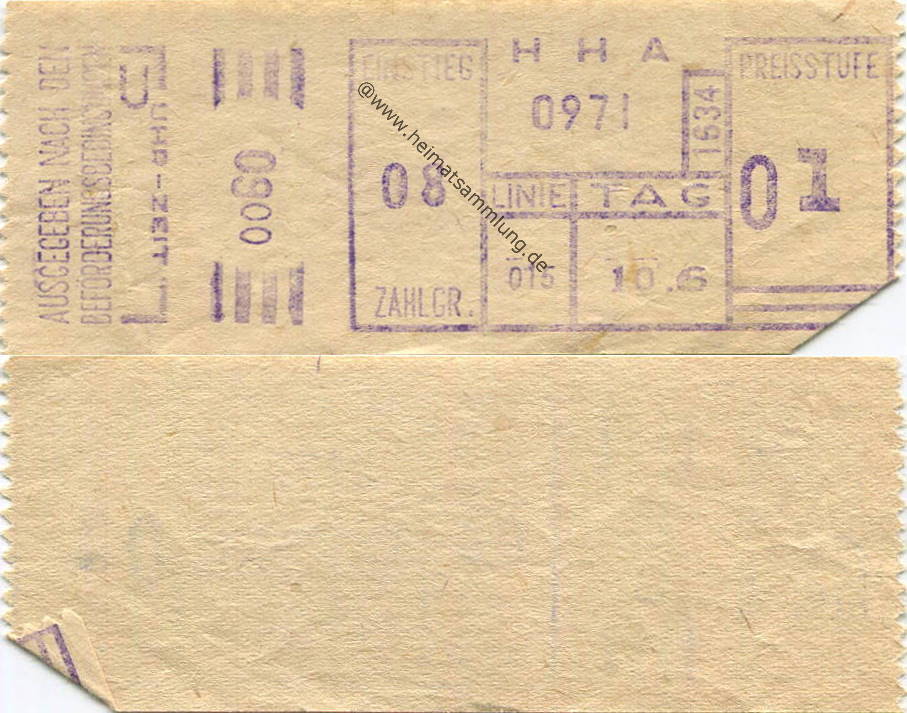 AUSGEGEBEN NACH DEN
BEFÖRDERUNGSBEDINGUNGEN
UHR-ZEIT
0060
EINSTIEG
08
ZAHLGR.
H H A
0971
1634
LINIE
TAG
015
10.6
PREISSTUFE
01
@www.heimatsammlung.de